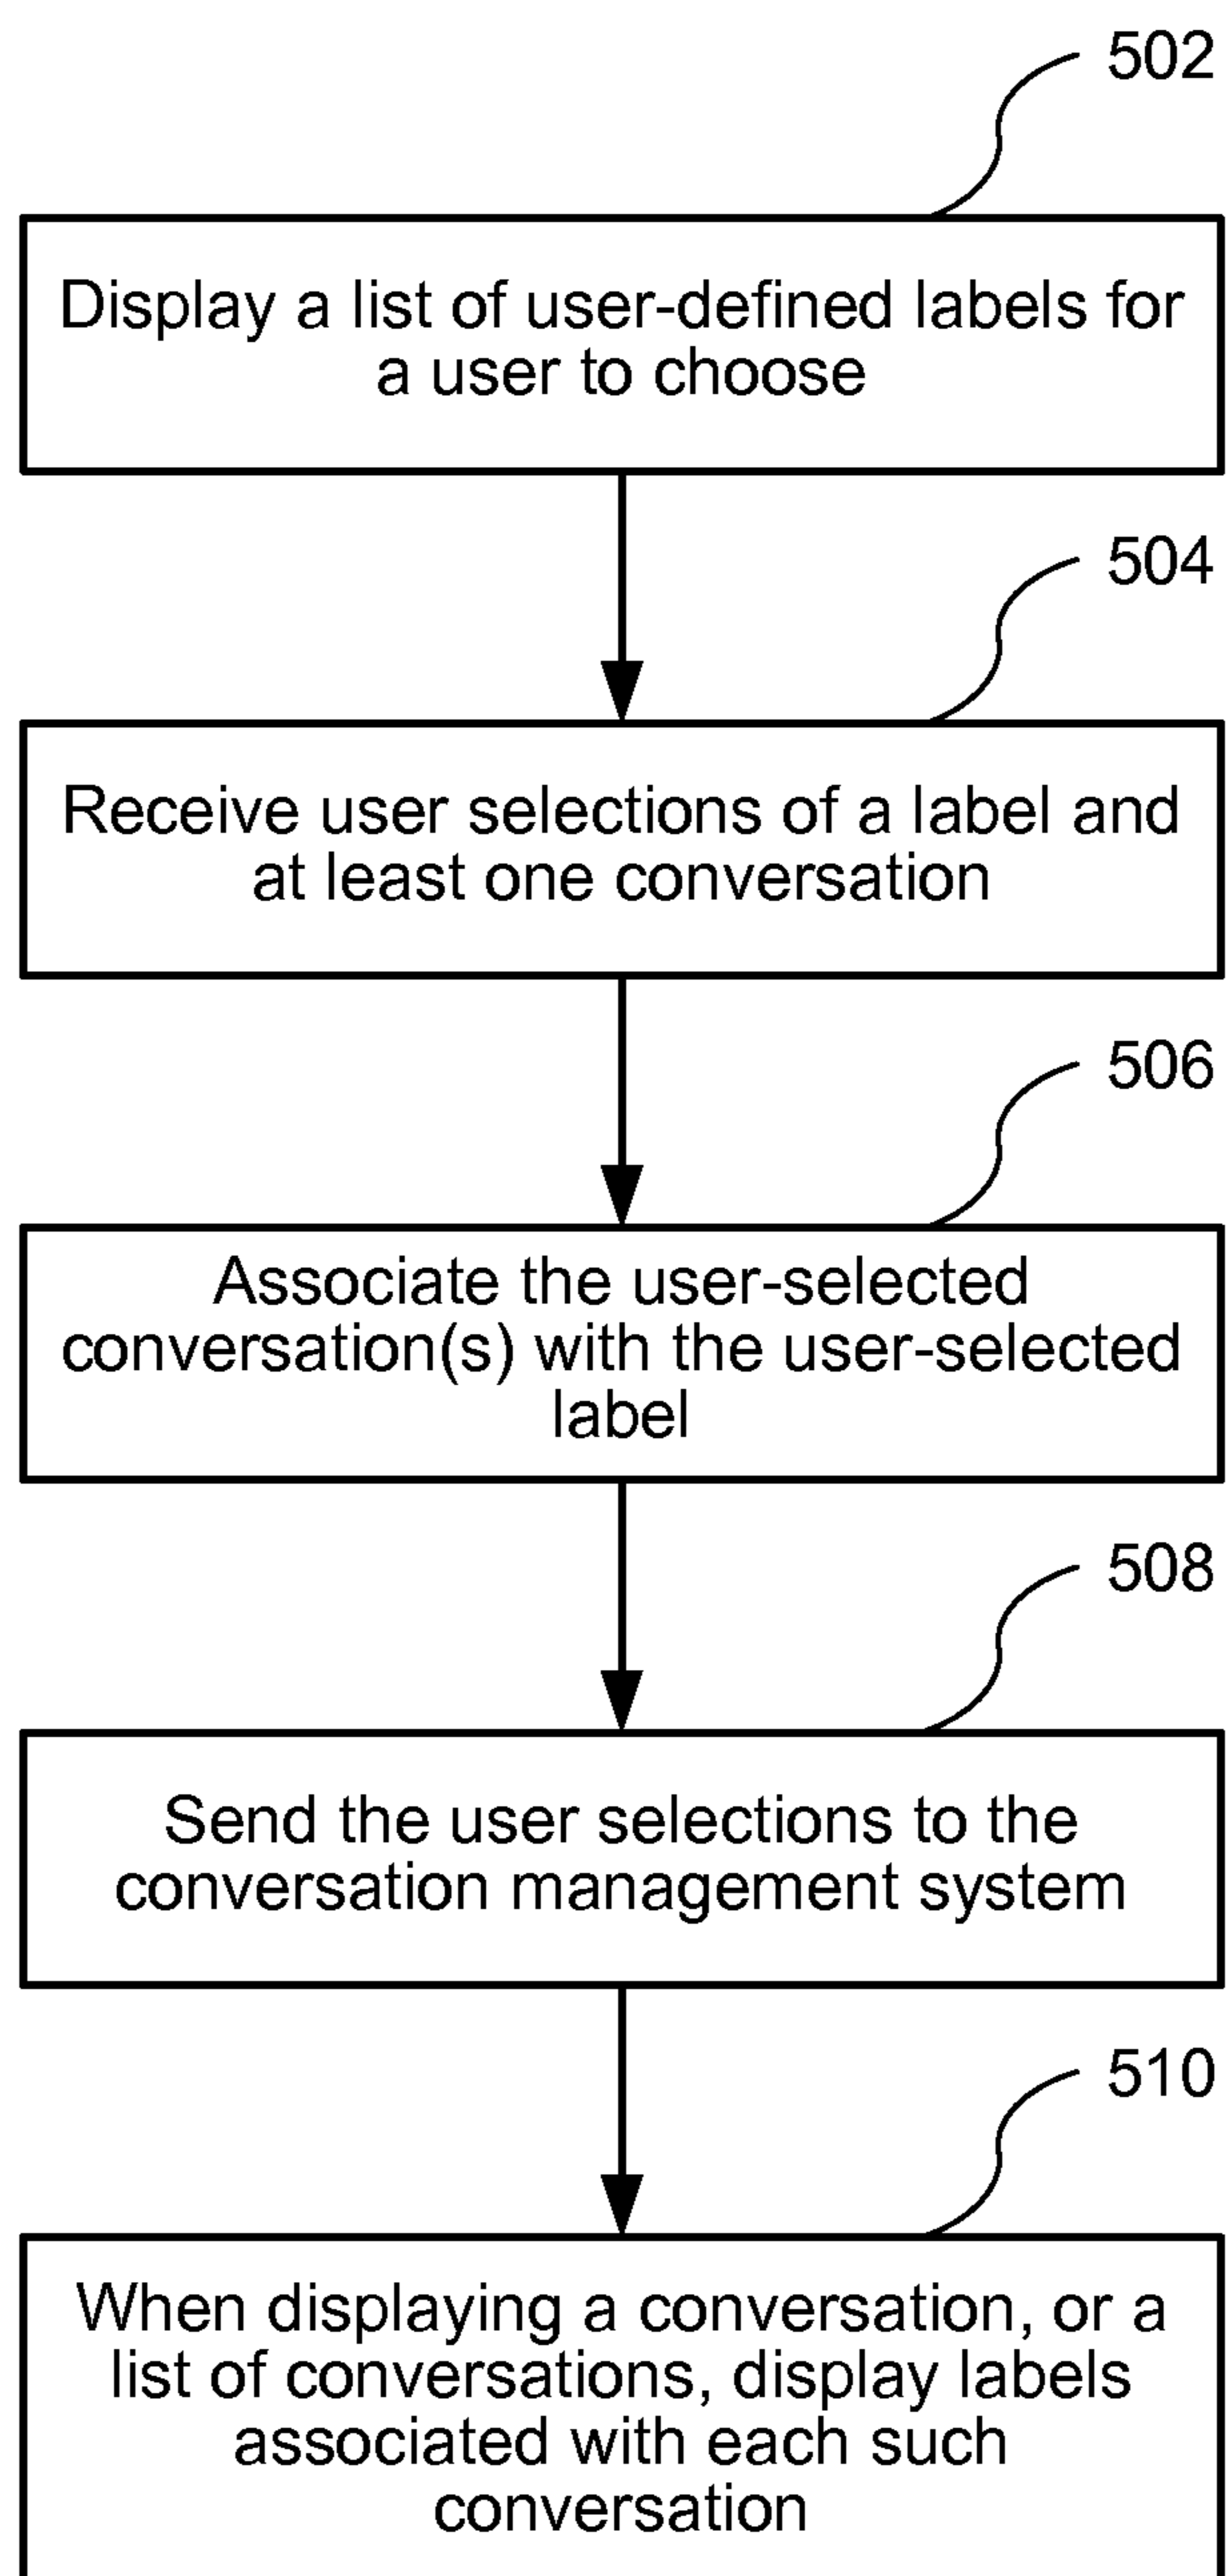 502
Display a list of user-defined labels for
a user to choose
504
Receive user selections of a label and
at least one conversation
506
Associate the user-selected
conversation(s) with the user-selected
label
508
Send the user selections to the
conversation management system
510
When displaying a conversation, or a
list of conversations, display labels
associated with each such
conversation